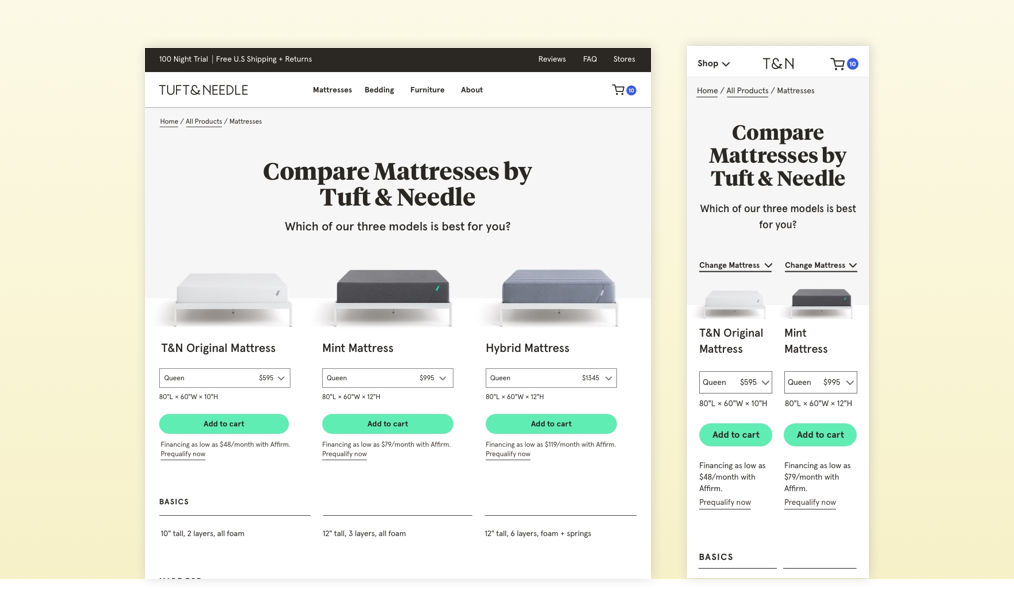 100 Night Trial | Free U.S Shipping + Returns
Reviews FAQ Stores
TUFT&NEEDLE
Mattresses Bedding Furniture About
10
Home / All Products / Mattresses
Compare Mattresses by
Tuft & Needle
Which of our three models is best for you?
T&N Original Mattress
Queen $595
80"L × 60"W × 10"H
Add to cart
Financing as low as $48/month with Affirm.
Prequalify now
Mint Mattress
Queen $995
80"L × 60"W × 12"H
Add to cart
Financing as low as $79/month with Affirm.
Prequalify now
Hybrid Mattress
Queen $1345
80"L × 60"W × 12"H
Add to cart
Financing as low as $119/month with Affirm.
Prequalify now
BASICS
10" tall, 2 layers, all foam
12" tall, 3 layers, all foam
12" tall, 6 layers, foam + springs
Shop
T&N
10
Home / All Products / Mattresses
Compare
Mattresses by
Tuft & Needle
Which of our three models is best
for you?
Change Mattress
Change Mattress
T&N Original
Mattress
Queen $595
80"L × 60"W × 10"H
Add to cart
Financing as low as
$48/month with
Affirm.
Prequalify now
Mint
Mattress
Queen $995
80"L × 60"W × 12"H
Add to cart
Financing as low as
$79/month with
Affirm.
Prequalify now
BASICS